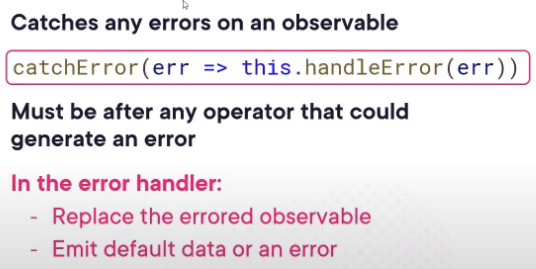 Catches any errors on an observable
catchError(err => this.handleError(err))
Must be after any operator that could
generate an error
In the error handler:
- Replace the errored observable
- Emit default data or an error